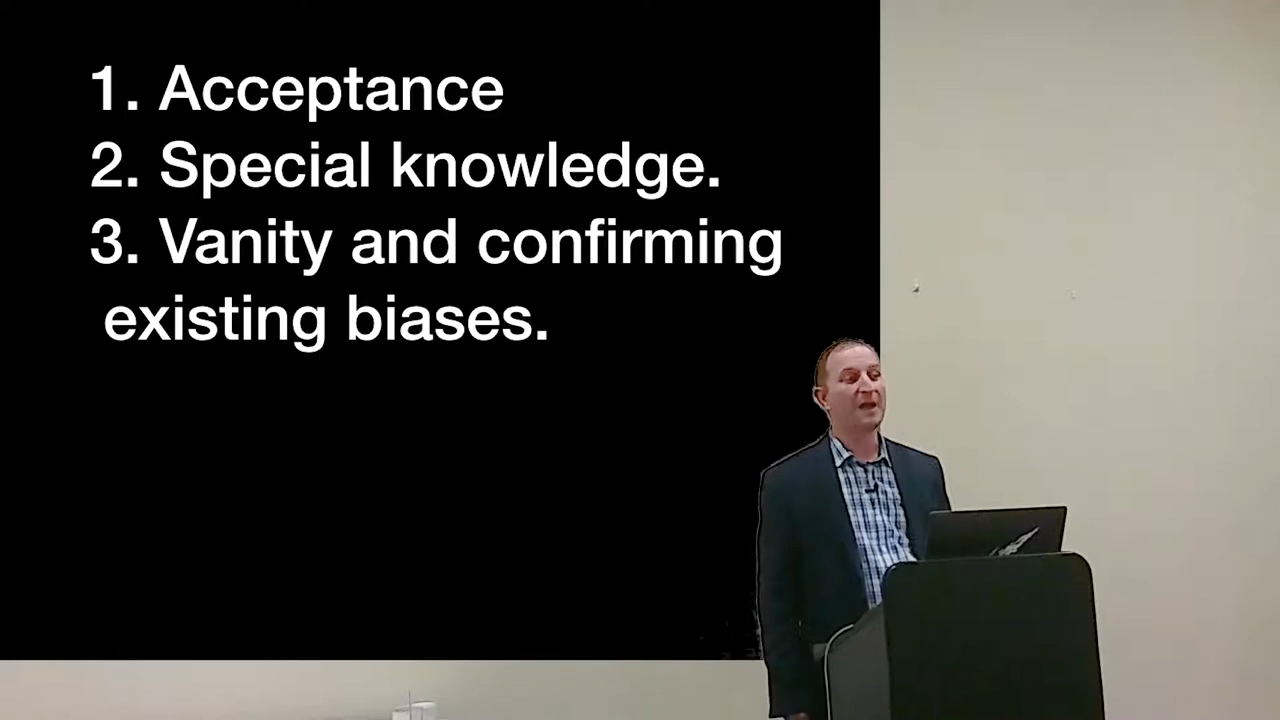 1. Acceptance
2. Special knowledge.
3. Vanity and confirming
existing biases.